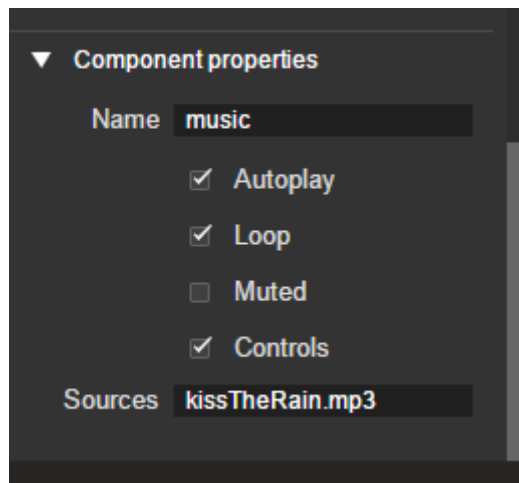 Component properties
Name music
Autoplay
Loop
Muted
Controls
Sources kissTheRain.mp3